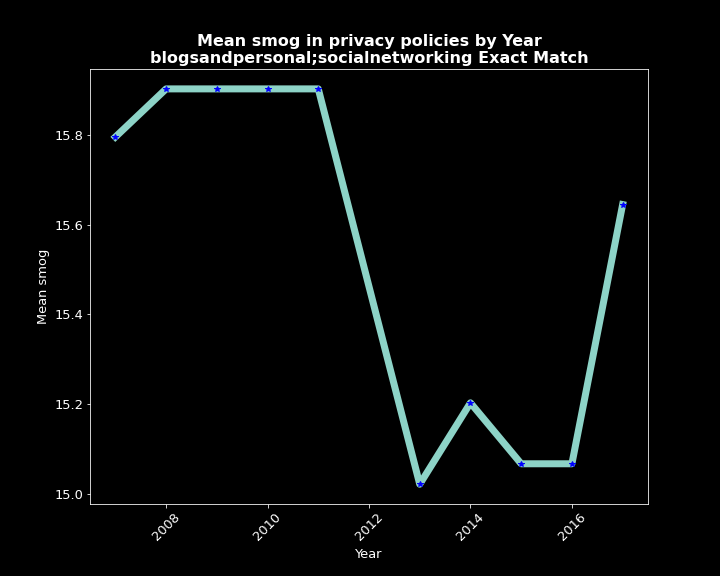 Mean smog in privacy policies by Year
blogsandpersonal;socialnetworking Exact Match
15.8
15.6
15.4
15.2
15.0
Mean smog
2008
2010
2012
2014
2016
Year